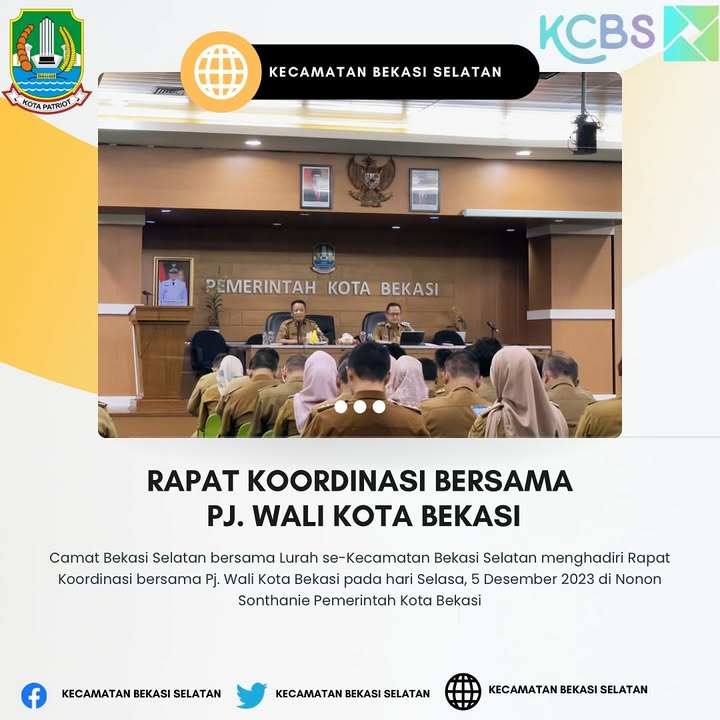 KOTA PATRIOT
KCBS
KECAMATAN BEKASI SELATAN
PEMERINTAH KOTA BEKASI
RAPAT KOORDINASI BERSAMA
PJ. WALI KOTA BEKASI
Camat Bekasi Selatan bersama Lurah se-Kecamatan Bekasi Selatan menghadiri Rapat
Koordinasi bersama Pj. Wali Kota Bekasi pada hari Selasa, 5 Desember 2023 di Nonon
Sonthanie Pemerintah Kota Bekasi
KECAMATAN BEKASI SELATAN
KECAMATAN BEKASI SELATAN
KECAMATAN BEKASI SELATAN